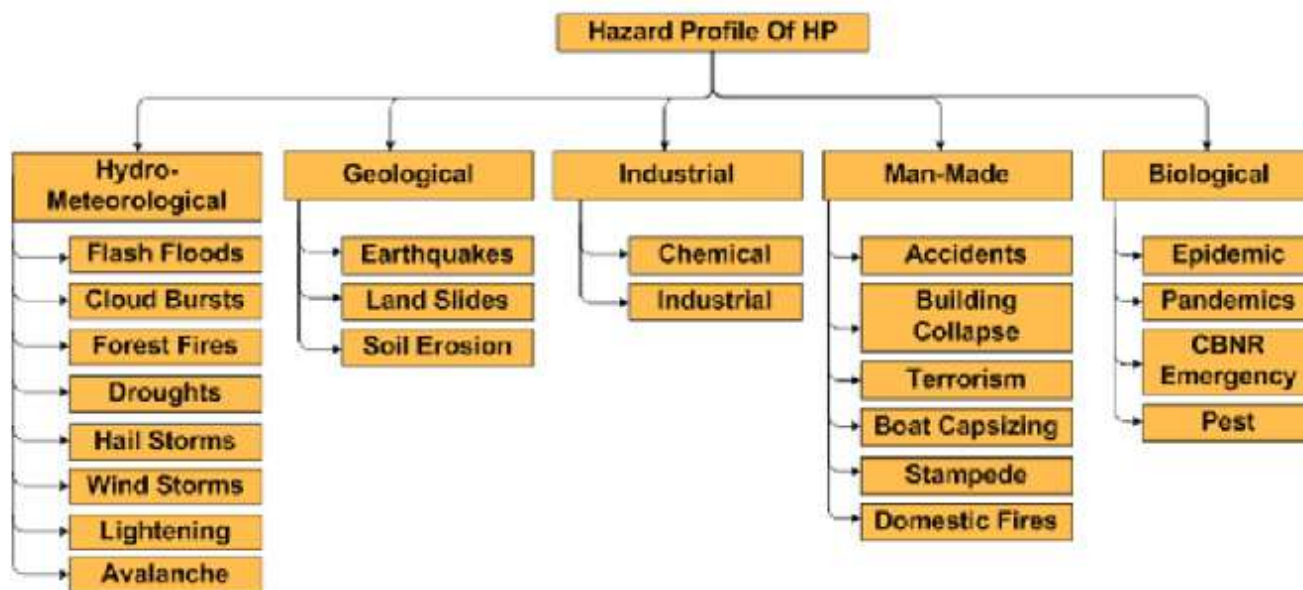 Hazard Profile Of HP
Hydro-
Meteorological
Flash Floods
Cloud Bursts
Forest Fires
Droughts
Hail Storms
Wind Storms
Lightening
Avalanche
Geological
Earthquakes
Land Slides
Soil Erosion
Industrial
Chemical
Industrial
Man-Made
Accidents
Building
Collapse
Terrorism
Boat Capsizing
Stampede
Domestic Fires
Biological
Epidemic
Pandemics
CBNR
Emergency
Pest